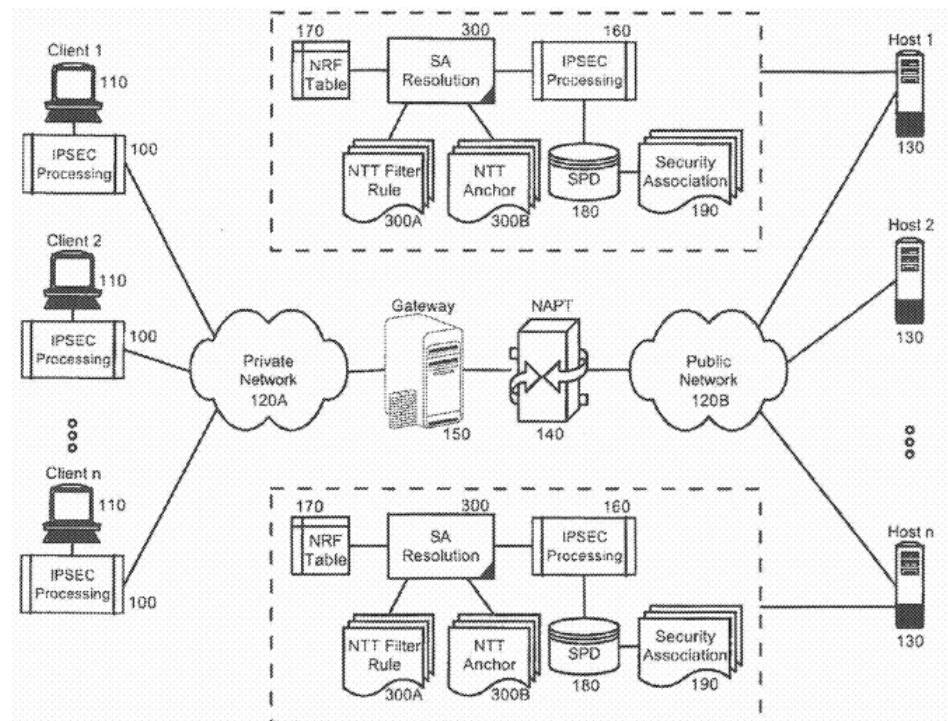 Client 1
110
IPSEC
Processing
100
Client 2
110
IPSEC
Processing
100
Client n
110
IPSEC
Processing
100
170
NRF
Table
300
SA
Resolution
160
IPSEC
Processing
NTT Filter
Rule
300A
NTT
Anchor
300B
SPD
180
Security
Association
190
Private
Network
120A
Gateway
150
NAPT
140
Public
Network
120B
170
NRF
Table
300
SA
Resolution
160
IPSEC
Processing
NTT Filter
Rule
300A
NTT
Anchor
300B
SPD
180
Security
Association
190
Host 1
130
Host 2
130
Host n
130